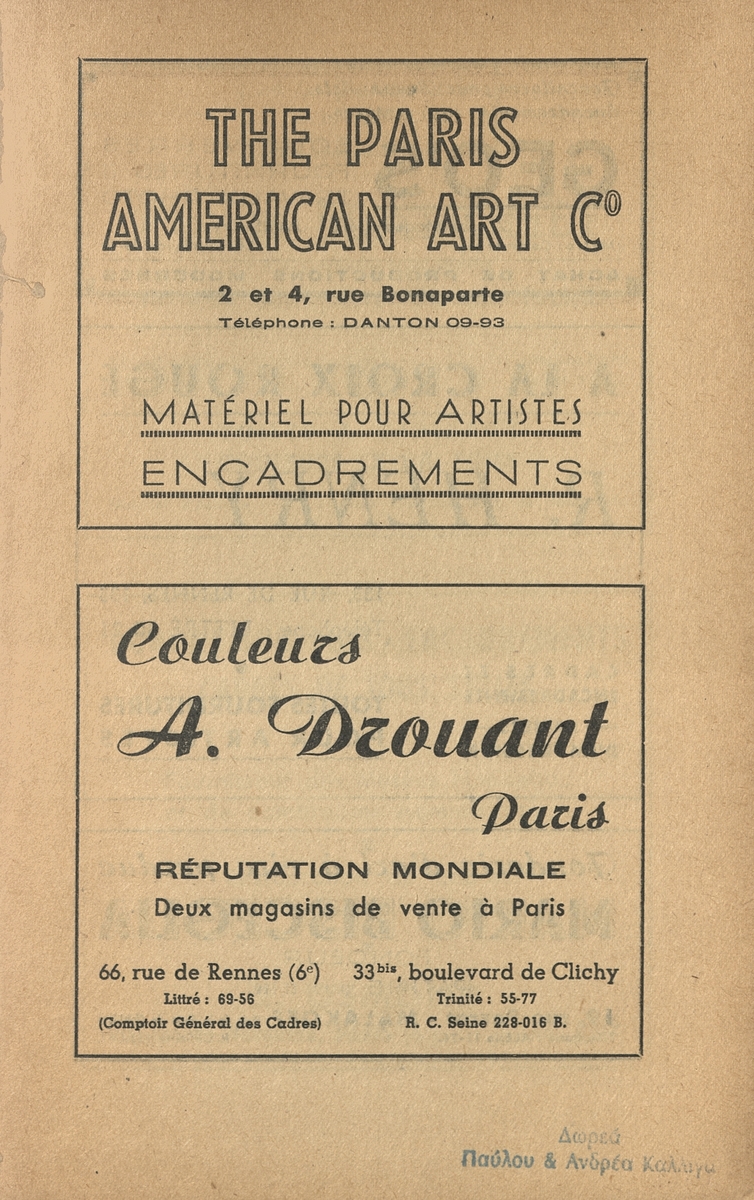 THE PARIS
AMERICAN ART Cº
2 et 4, rue Bonaparte
Téléphone : DANTON 09-93
MATÉRIEL POUR ARTISTES
ENCADREMENTS
Couleurs
A. Drouant
Paris
RÉPUTATION MONDIALE
Deux magasins de vente à Paris
66, rue de Rennes (6ᵉ)
Littré : 69-56
(Comptoir Général des Cadres)
33ᵇⁱˢ, boulevard de Clichy
Trinité : 55-77
R. C. Seine 228-016 B.
Δωρεά
Παύλου & Ανδρέα